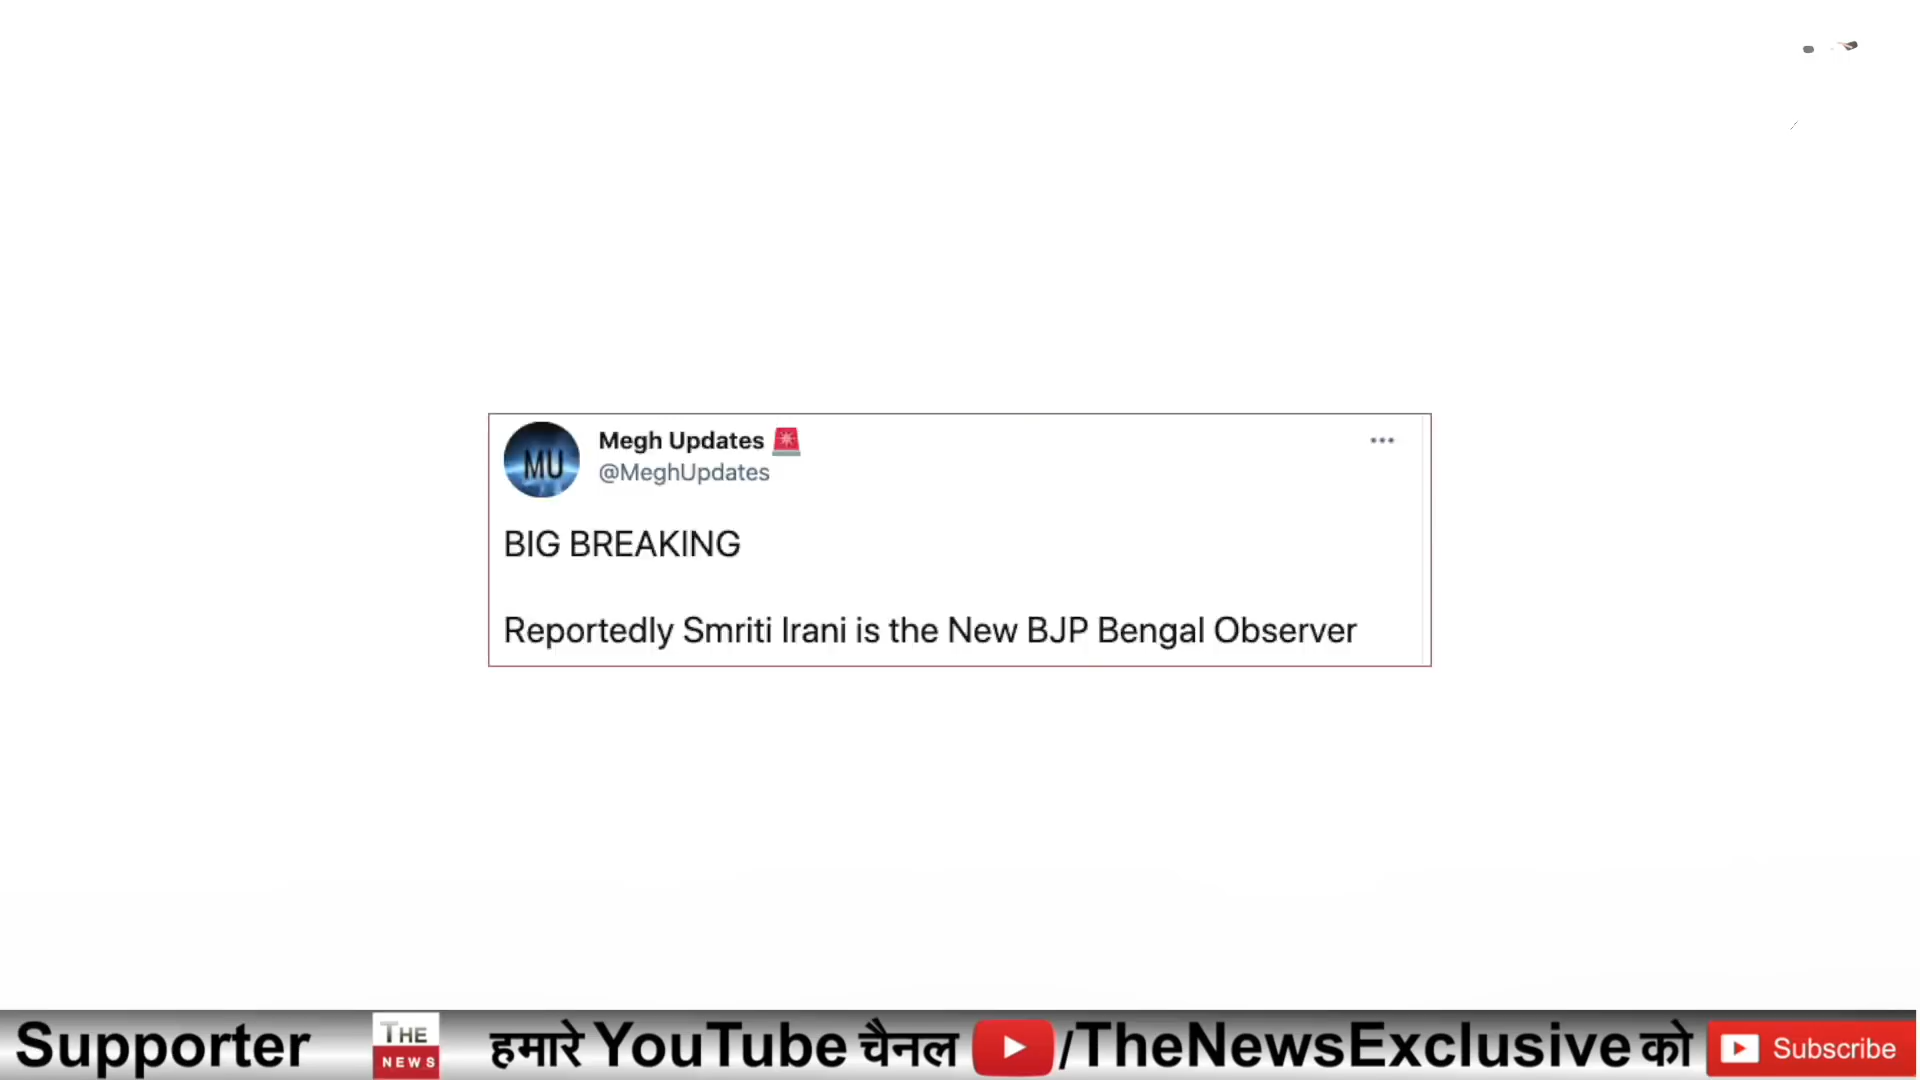 Megh Updates 🚨
@MeghUpdates
BIG BREAKING
Reportedly Smriti Irani is the New BJP Bengal Observer
MU
Supporter THE NEWS हमारे YouTube चैनल /TheNewsExclusive को Subscribe